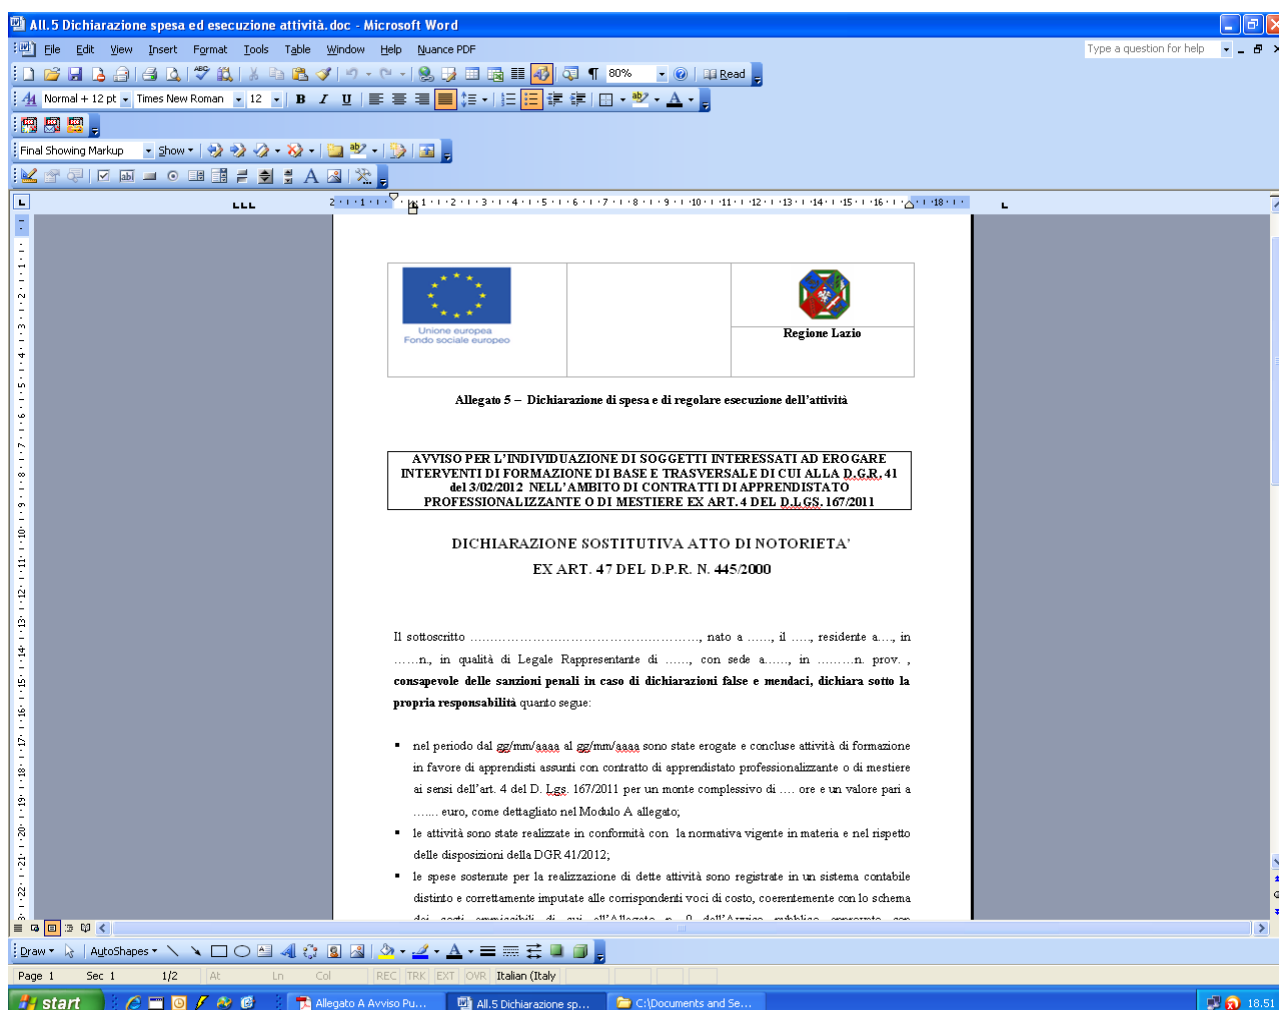 All.5 Dichiarazione spesa ed esecuzione attività.doc - Microsoft Word
File Edit View Insert Format Tools Table Window Help Nuance PDF
Type a question for help
80% Read
Normal + 12 pt Times New Roman 12 B I U
Final Showing Markup Show
Unione europea
Fondo sociale europeo
Regione Lazio
Allegato 5 – Dichiarazione di spesa e di regolare esecuzione dell'attività
AVVISO PER L'INDIVIDUAZIONE DI SOGGETTI INTERESSATI AD EROGARE
INTERVENTI DI FORMAZIONE DI BASE E TRASVERSALE DI CUI ALLA D.G.R. 41
del 3/02/2012 NELL'AMBITO DI CONTRATTI DI APPRENDISTATO
PROFESSIONALIZZANTE O DI MESTIERE EX ART. 4 DEL D.LGS. 167/2011
DICHIARAZIONE SOSTITUTIVA ATTO DI NOTORIETA'
EX ART. 47 DEL D.P.R. N. 445/2000
Il sottoscritto ……………………………………………, nato a ……, il ….., residente a…., in
……n., in qualità di Legale Rappresentante di ……, con sede a……, in ………n. prov. ,
consapevole delle sanzioni penali in caso di dichiarazioni false e mendaci, dichiara sotto la
propria responsabilità quanto segue:
▪ nel periodo dal gg/mm/aaaa al gg/mm/aaaa sono state erogate e concluse attività di formazione
in favore di apprendisti assunti con contratto di apprendistato professionalizzante o di mestiere
ai sensi dell'art. 4 del D. Lgs. 167/2011 per un monte complessivo di …. ore e un valore pari a
……. euro, come dettagliato nel Modulo A allegato;
▪ le attività sono state realizzate in conformità con la normativa vigente in materia e nel rispetto
delle disposizioni della DGR 41/2012;
▪ le spese sostenute per la realizzazione di dette attività sono registrate in un sistema contabile
distinto e correttamente imputate alle corrispondenti voci di costo, coerentemente con lo schema
Draw AutoShapes
Page 1 Sec 1 1/2 At Ln Col REC TRK EXT OVR Italian (Italy
start Allegato A Avviso Pu... All.5 Dichiarazione sp... C:\Documents and Se... 18.51